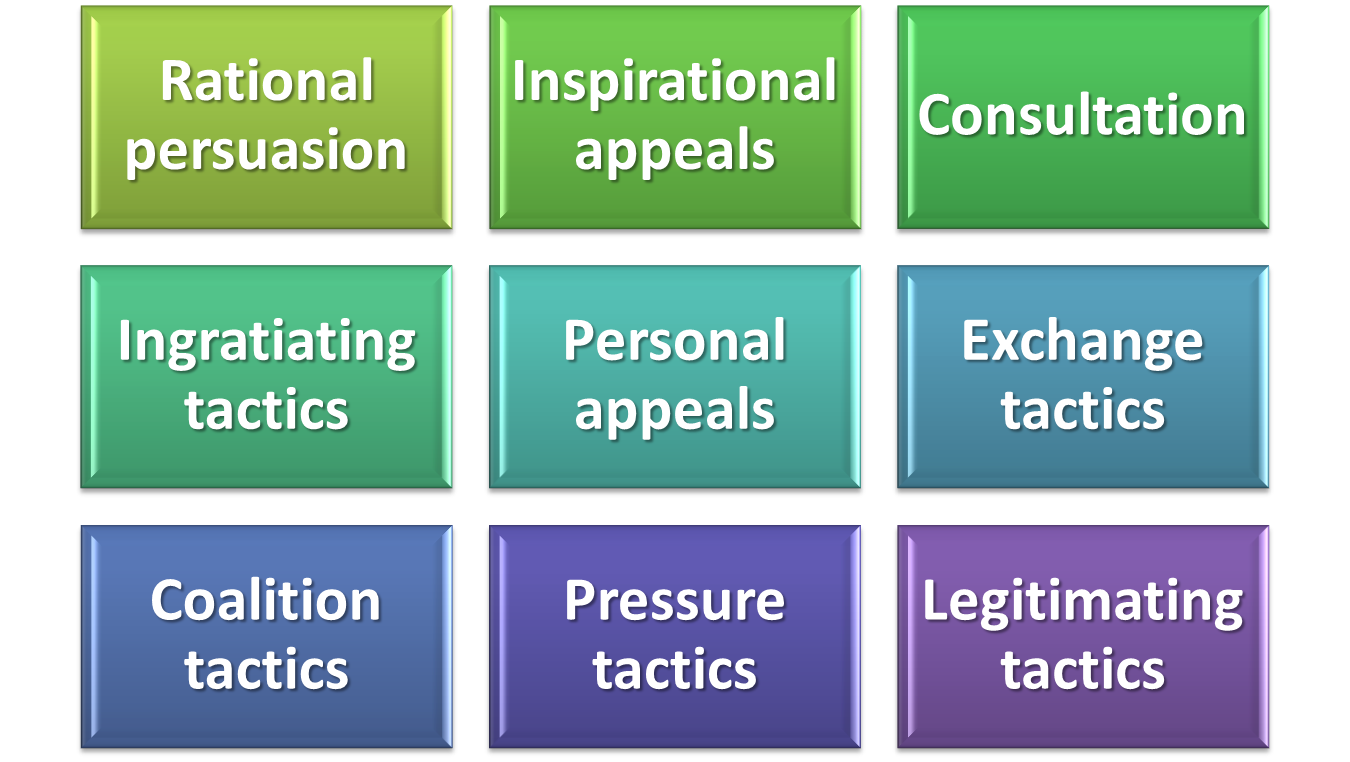 Rational
persuasion
Inspirational
appeals
Consultation
Ingratiating
tactics
Personal
appeals
Exchange
tactics
Coalition
tactics
Pressure
tactics
Legitimating
tactics